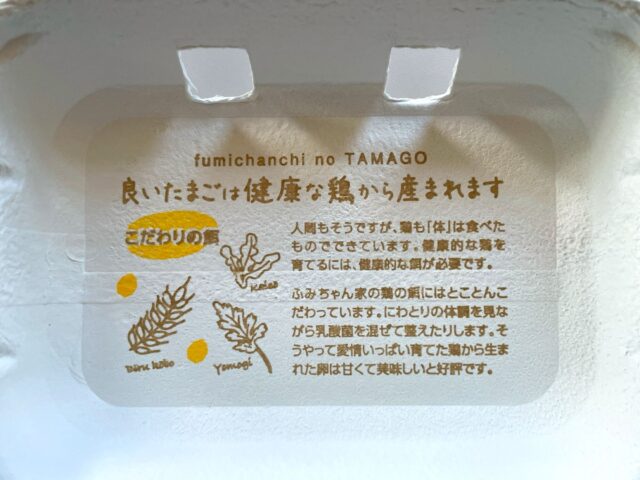 fumichanchi no TAMAGO
良いたまごは健康な鶏から産まれます
こだわりの餌
人間もそうですが、鶏も「体」は食べた
ものでできています。健康的な鶏を
育てるには、健康的な餌が必要です。
ふみちゃん家の鶏の餌にはとことんこ
だわっています。にわとりの体調を見な
がら乳酸菌を混ぜて整えたりします。そ
うやって愛情いっぱい育てた鶏から生ま
れた卵は甘くて美味しいと好評です。
Yomogi